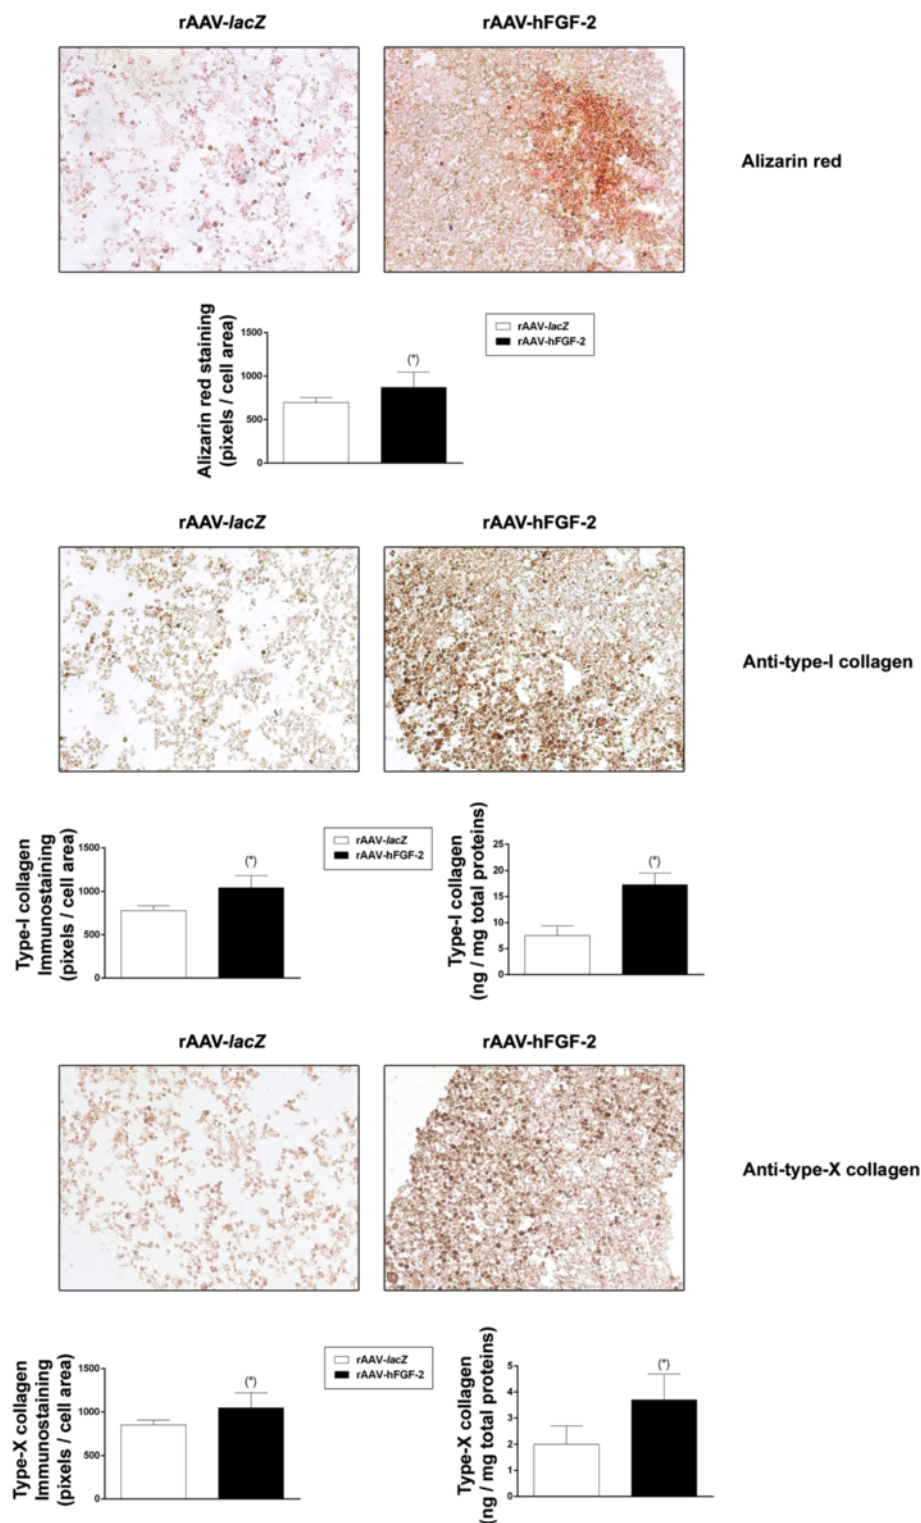 rAAV-lacZ
rAAV-hFGF-2
Alizarin red
Alizarin red staining
(pixels / cell area)
1500
1000
500
0
(*)
rAAV-lacZ
rAAV-hFGF-2
rAAV-lacZ
rAAV-hFGF-2
Anti-type-I collagen
Type-I collagen
Immunostaining
(pixels / cell area)
1500
1000
500
0
(*)
rAAV-lacZ
rAAV-hFGF-2
Type-I collagen
(ng / mg total proteins)
25
20
15
10
5
0
(*)
rAAV-lacZ
rAAV-hFGF-2
Anti-type-X collagen
Type-X collagen
Immunostaining
(pixels / cell area)
1500
1000
500
0
(*)
rAAV-lacZ
rAAV-hFGF-2
Type-X collagen
(ng / mg total proteins)
5
4
3
2
1
0
(*)